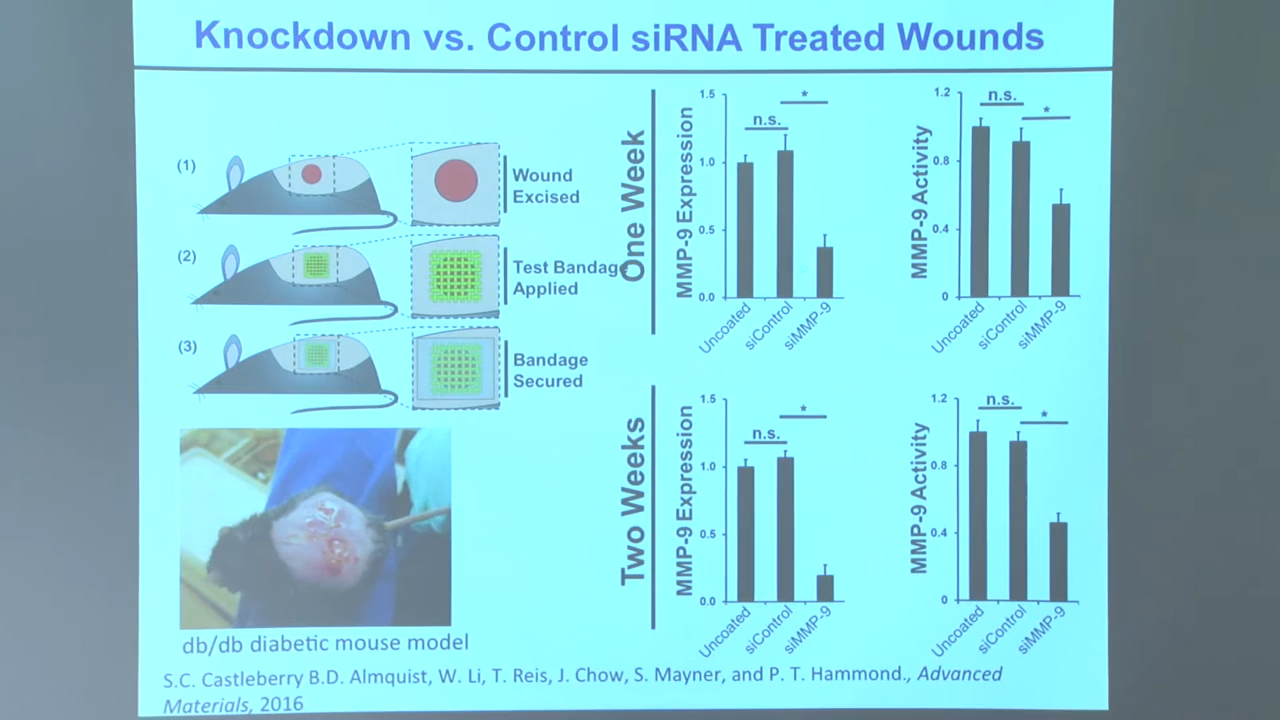 Knockdown vs. Control siRNA Treated Wounds
(1)
Wound
Excised
(2)
Test Bandage
Applied
(3)
Bandage
Secured
db/db diabetic mouse model
One Week
MMP-9 Expression
1.5
1.0
0.5
0.0
n.s.
*
Uncoated
siControl
siMMP-9
MMP-9 Activity
1.2
0.8
0.4
0
n.s.
*
Uncoated
siControl
siMMP-9
Two Weeks
MMP-9 Expression
1.5
1.0
0.5
0.0
n.s.
*
Uncoated
siControl
siMMP-9
MMP-9 Activity
1.2
0.8
0.4
0
n.s.
*
Uncoated
siControl
siMMP-9
S.C. Castleberry B.D. Almquist, W. Li, T. Reis, J. Chow, S. Mayner, and P. T. Hammond., Advanced
Materials, 2016